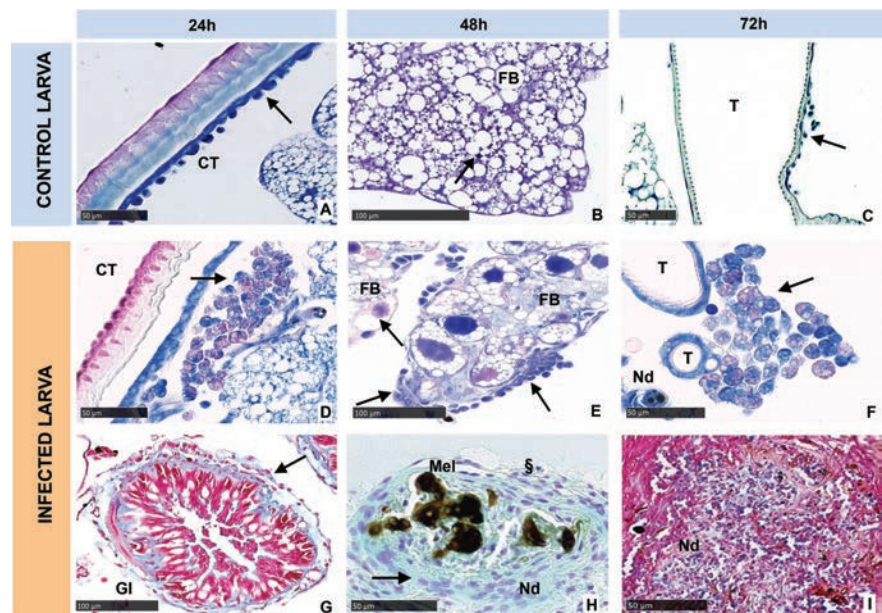 24h
48h
72h
CONTROL LARVA
CT
50 µm
A
FB
100 µm
B
T
50 µm
C
INFECTED LARVA
CT
50 µm
D
FB
FB
100 µm
E
T
T
Nd
50 µm
F
GI
100 µm
G
Mel
§
Nd
50 µm
H
Nd
50 µm
I